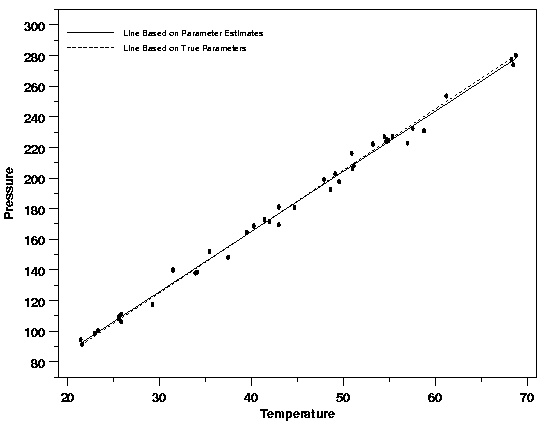 300
280
260
240
220
200
180
160
140
120
100
80
Pressure
Line Based on Parameter Estimates
Line Based on True Parameters
20 30 40 50 60 70
Temperature